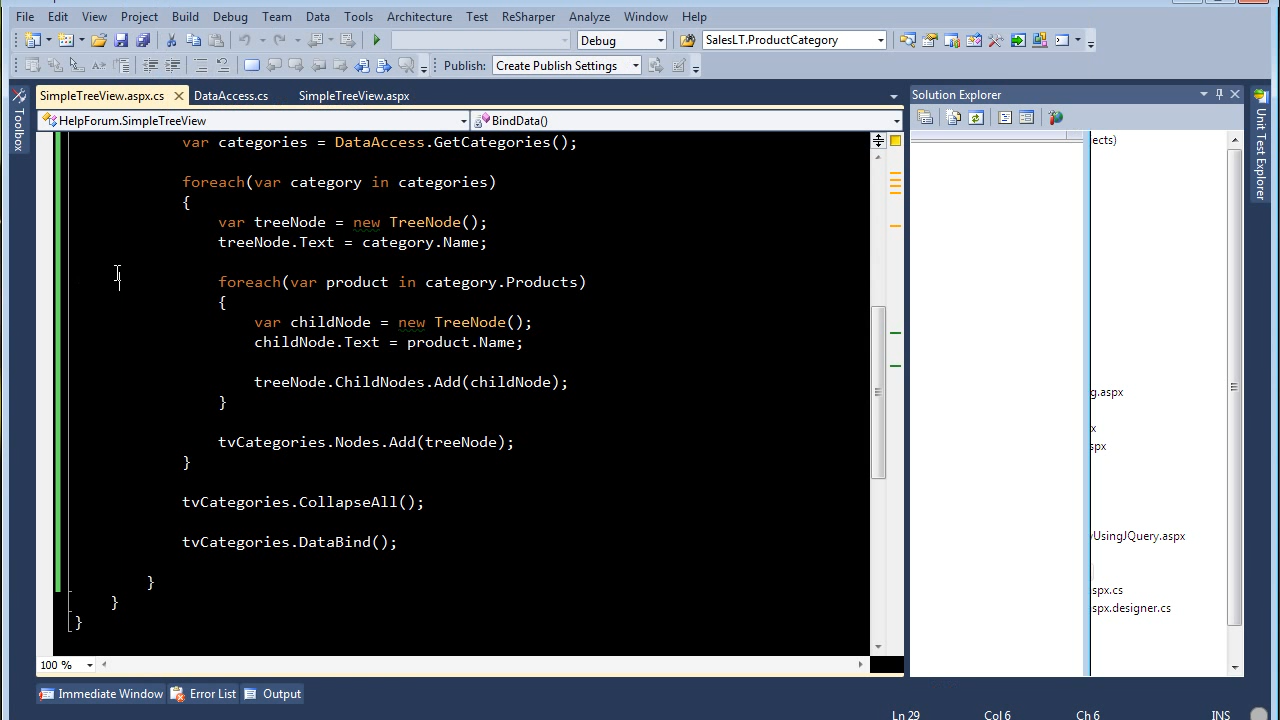 File Edit View Project Build Debug Team Data Tools Architecture Test ReSharper Analyze Window Help
Debug SalesLT.ProductCategory
Publish: Create Publish Settings
SimpleTreeView.aspx.cs DataAccess.cs SimpleTreeView.aspx Solution Explorer
Toolbox
Unit Test Explorer
HelpForum.SimpleTreeView BindData()
var categories = DataAccess.GetCategories();
foreach(var category in categories)
{
var treeNode = new TreeNode();
treeNode.Text = category.Name;
foreach(var product in category.Products)
{
var childNode = new TreeNode();
childNode.Text = product.Name;
treeNode.ChildNodes.Add(childNode);
}
tvCategories.Nodes.Add(treeNode);
}
tvCategories.CollapseAll();
tvCategories.DataBind();
}
}
}
ects)
g.aspx
x
spx
yUsingJQuery.aspx
spx.cs
spx.designer.cs
100 %
Immediate Window Error List Output
Ln 29 Col 6 Ch 6 INS